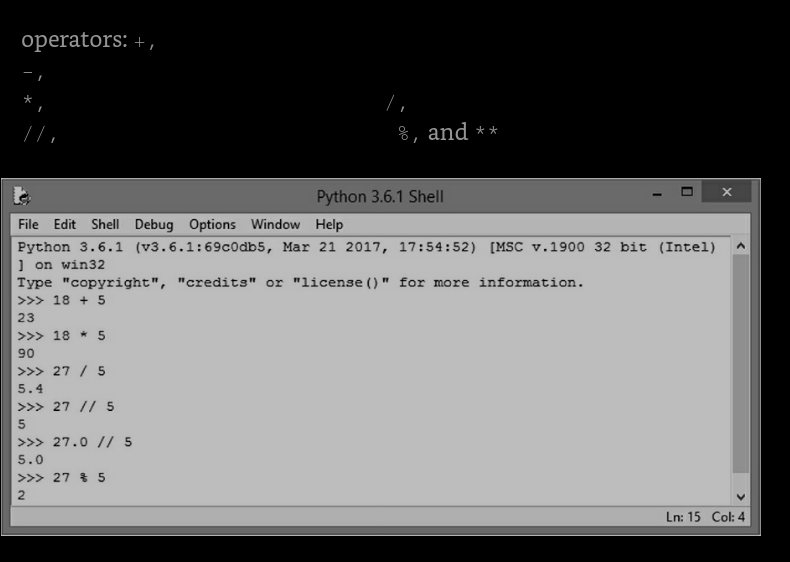 operators: +,
-,
*, /,
//, %, and **
Python 3.6.1 Shell
File Edit Shell Debug Options Window Help
Python 3.6.1 (v3.6.1:69c0db5, Mar 21 2017, 17:54:52) [MSC v.1900 32 bit (Intel)
] on win32
Type "copyright", "credits" or "license()" for more information.
>>> 18 + 5
23
>>> 18 * 5
90
>>> 27 / 5
5.4
>>> 27 // 5
5
>>> 27.0 // 5
5.0
>>> 27 % 5
2
Ln: 15 Col: 4